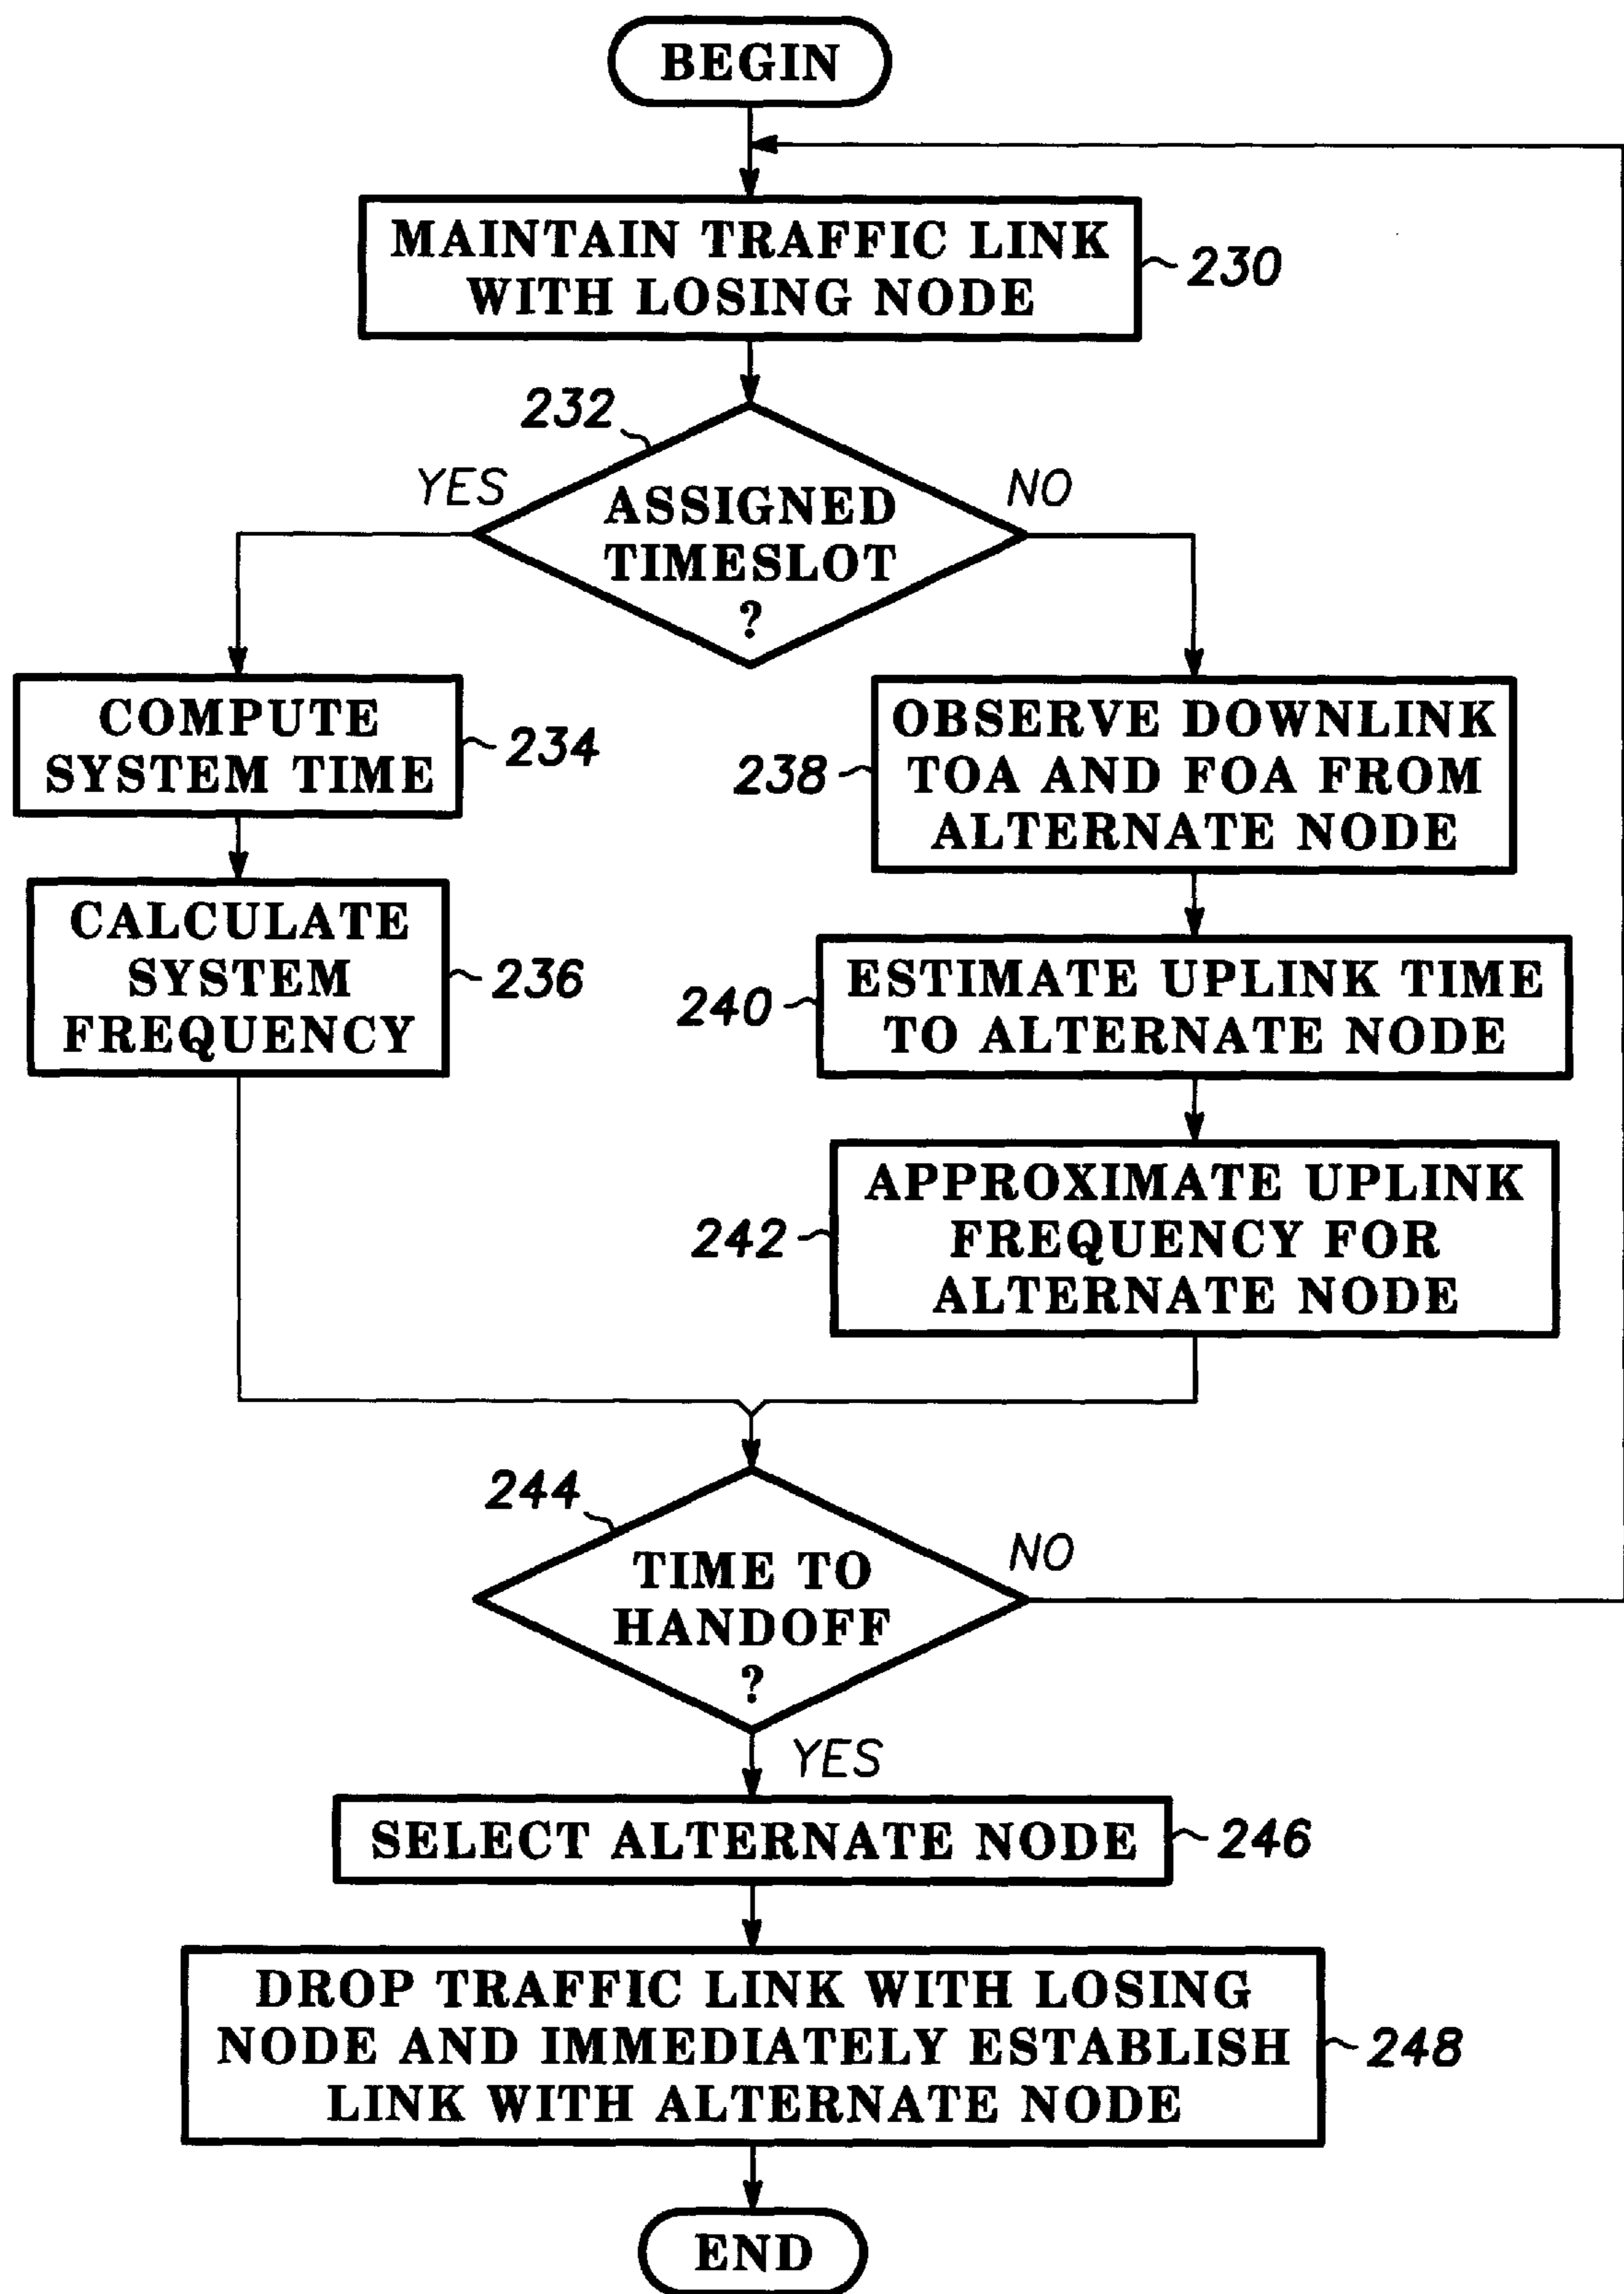 BEGIN
MAINTAIN TRAFFIC LINK
WITH LOSING NODE
230
232
YES
NO
ASSIGNED
TIMESLOT
?
COMPUTE
SYSTEM TIME
234
CALCULATE
SYSTEM
FREQUENCY
236
OBSERVE DOWNLINK
TOA AND FOA FROM
ALTERNATE NODE
238
ESTIMATE UPLINK TIME
TO ALTERNATE NODE
240
APPROXIMATE UPLINK
FREQUENCY FOR
ALTERNATE NODE
242
244
TIME TO
HANDOFF
?
NO
YES
SELECT ALTERNATE NODE
246
DROP TRAFFIC LINK WITH LOSING
NODE AND IMMEDIATELY ESTABLISH
LINK WITH ALTERNATE NODE
248
END